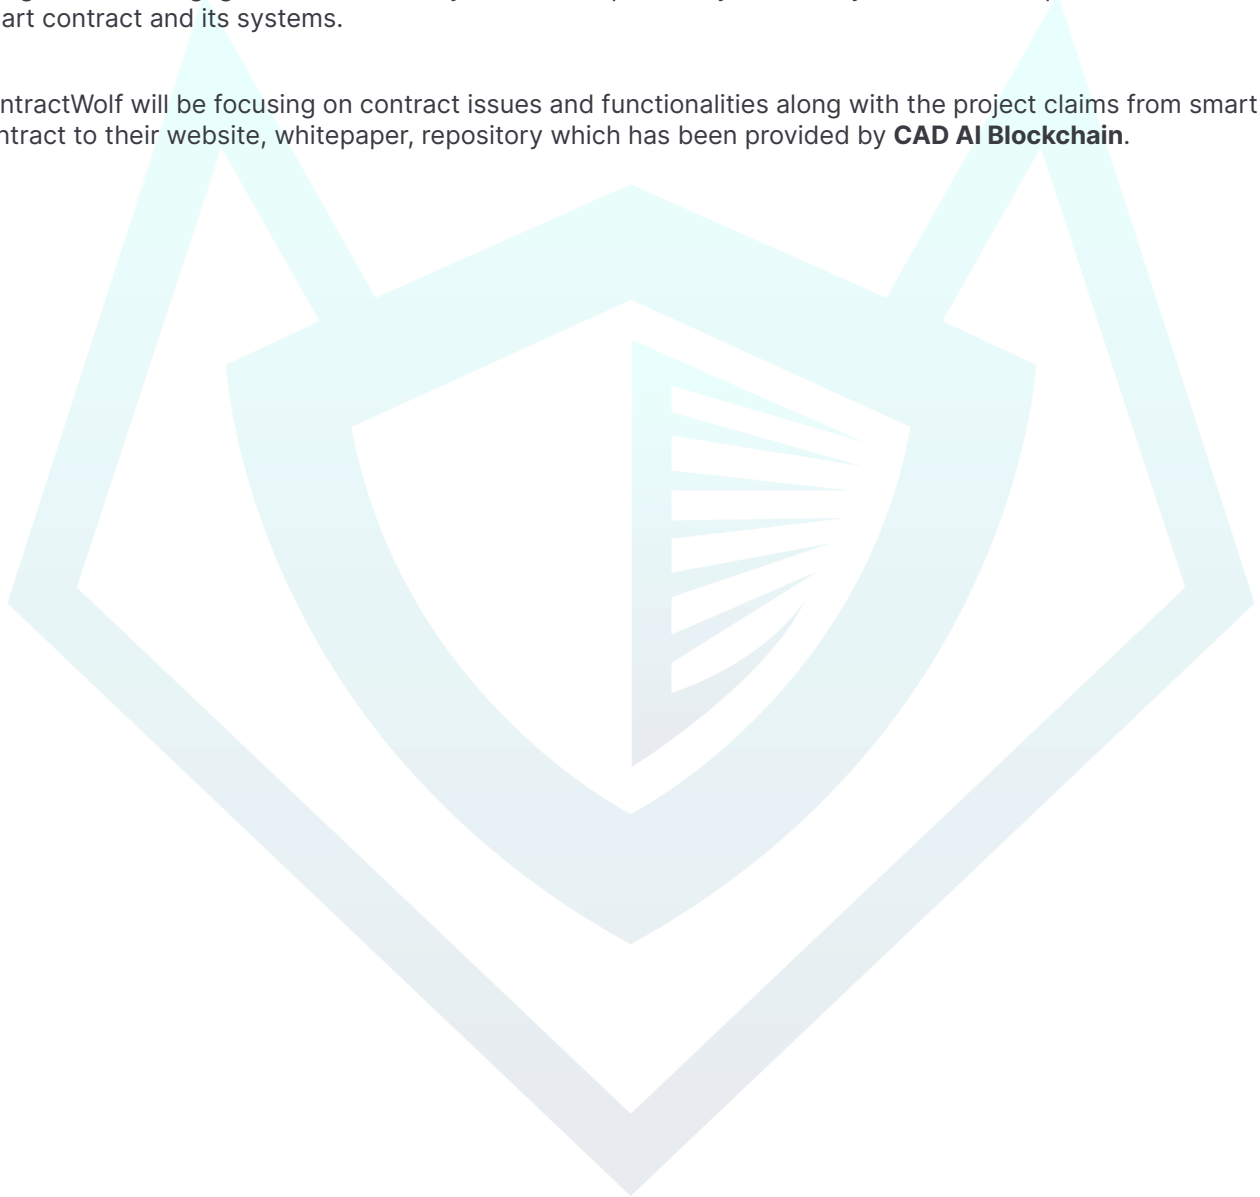 art contract and its systems.
ntractWolf will be focusing on contract issues and functionalities along with the project claims from smart
ntract to their website, whitepaper, repository which has been provided by CAD AI Blockchain.